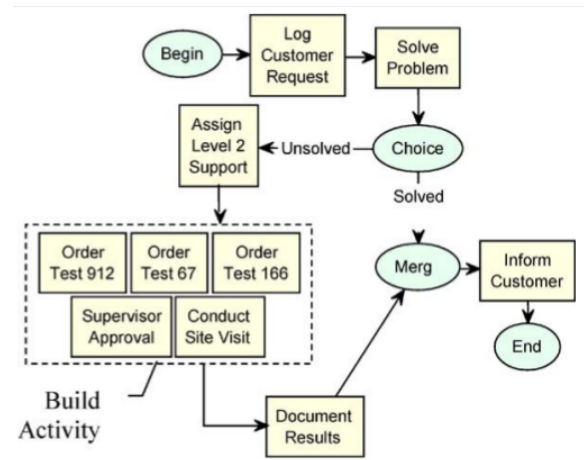 Begin
Log
Customer
Request
Solve
Problem
Assign
Level 2
Support
Unsolved
Choice
Solved
Order
Test 912
Order
Test 67
Order
Test 166
Supervisor
Approval
Conduct
Site Visit
Merg
Inform
Customer
End
Build
Activity
Document
Results